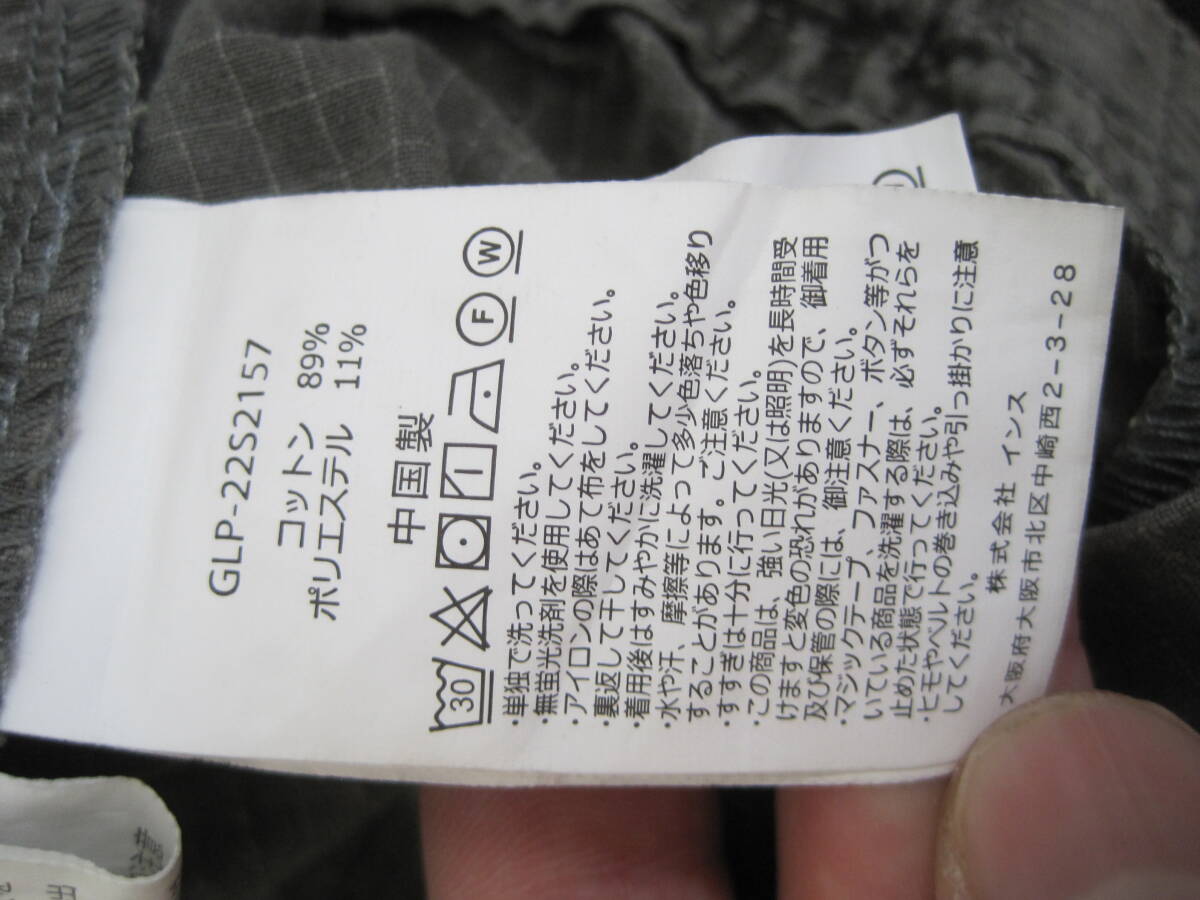 GLP-22S2157
コットン 89%
ポリエステル 11%
中国製
30 F W
・単独で洗ってください。
・無蛍光洗剤を使用してください。
・アイロンの際はあて布をしてください。
・裏返して干してください。
・着用後はすみやかに洗濯してください。
・水や汗、摩擦等によって多少色落ちや色移り
することがあります。ご注意ください。
・すすぎは十分に行ってください。
・この商品は、強い日光(又は照明)を長時間受
けますと変色の恐れがありますので、御着用
及び保管の際には、御注意ください。
・マジックテープ、ファスナー、ボタン等がつ
いている商品を洗濯する際は、必ずそれらを
止めた状態で行ってください。
・ヒモやベルトの巻き込みや引っ掛かりに注意
してください。
株式会社 インス
大阪府大阪市北区中崎西2-3-28
出